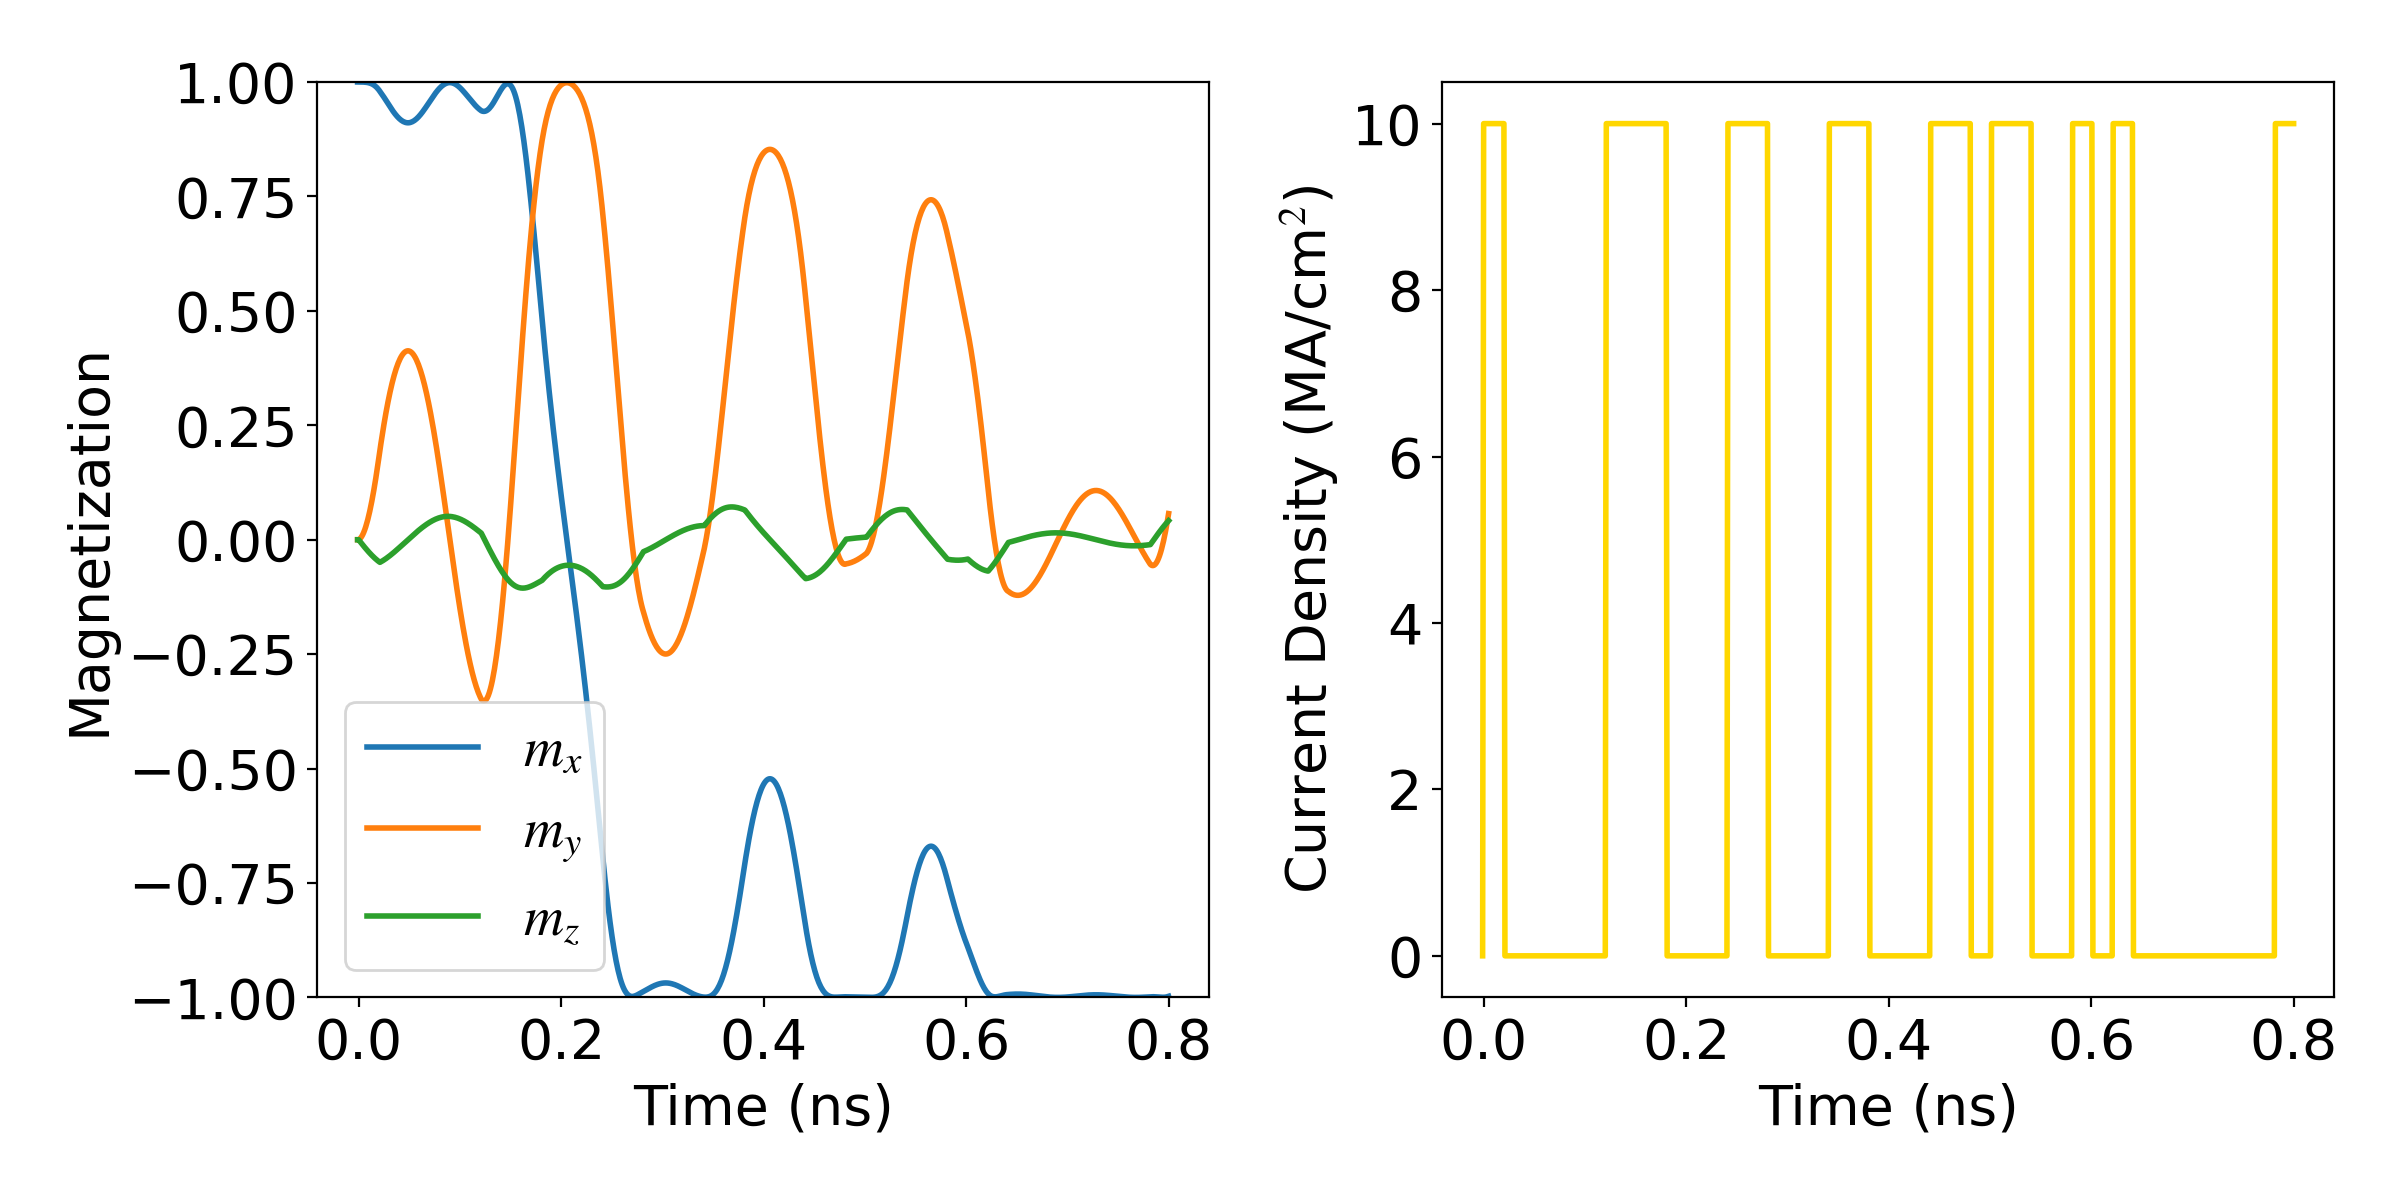 1.00
0.75
0.50
0.25
0.00
−0.25
−0.50
−0.75
−1.00
Magnetization
m_x
m_y
m_z
0.0 0.2 0.4 0.6 0.8
Time (ns)
10
8
6
4
2
0
Current Density (MA/cm²)
0.0 0.2 0.4 0.6 0.8
Time (ns)